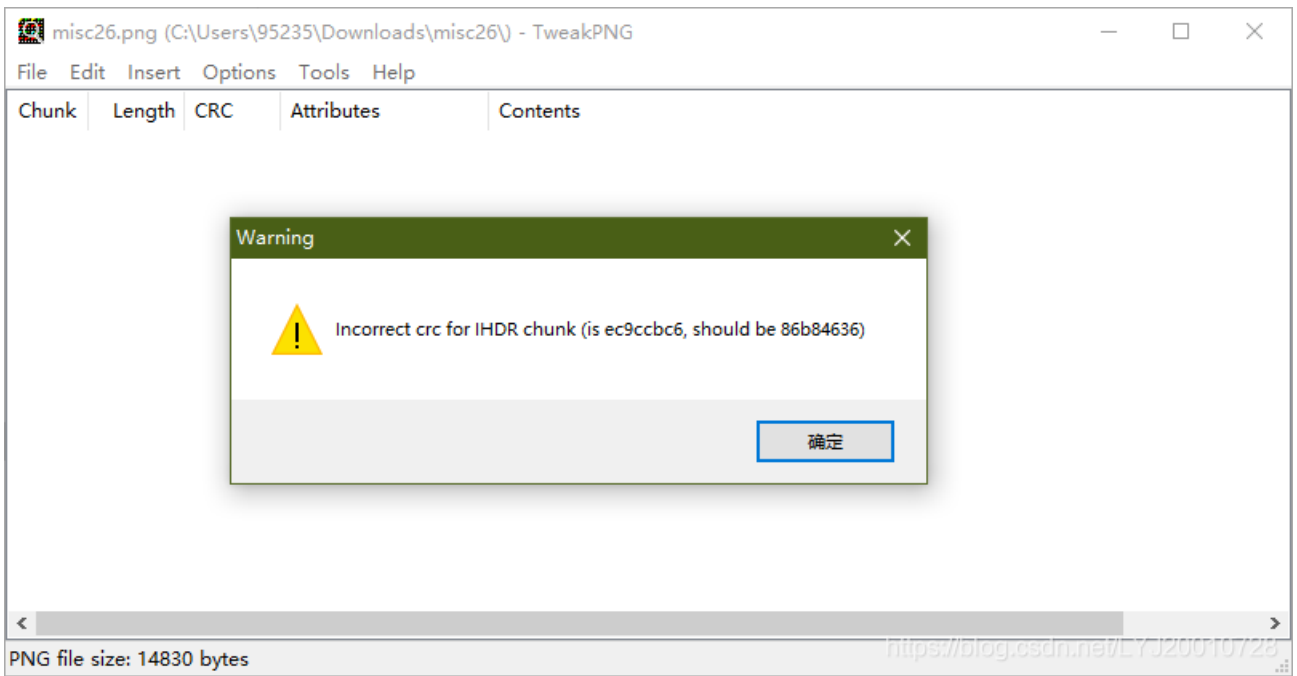 misc26.png (C:\Users\95235\Downloads\misc26\) - TweakPNG
File Edit Insert Options Tools Help
Chunk Length CRC Attributes Contents
Warning
Incorrect crc for IHDR chunk (is ec9ccbc6, should be 86b84636)
确定
https://blog.csdn.net/LYJ20010728
PNG file size: 14830 bytes